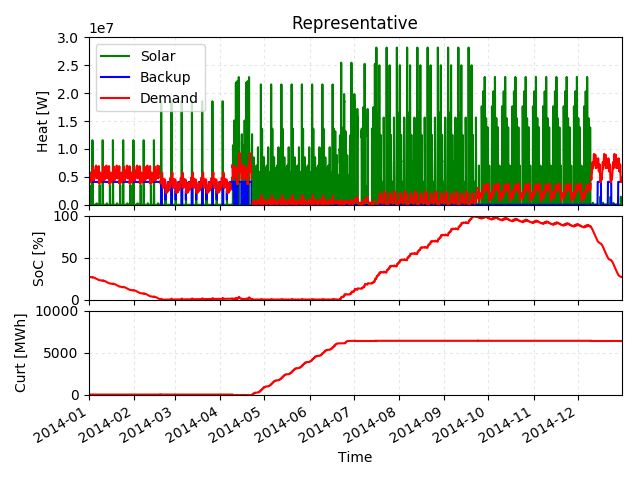 Representative
1e7
Heat [W]
3.0
2.5
2.0
1.5
1.0
0.5
0.0
Solar
Backup
Demand
SoC [%]
100
50
0
Curt [MWh]
10000
5000
0
2014-01
2014-02
2014-03
2014-04
2014-05
2014-06
2014-07
2014-08
2014-09
2014-10
2014-11
2014-12
Time